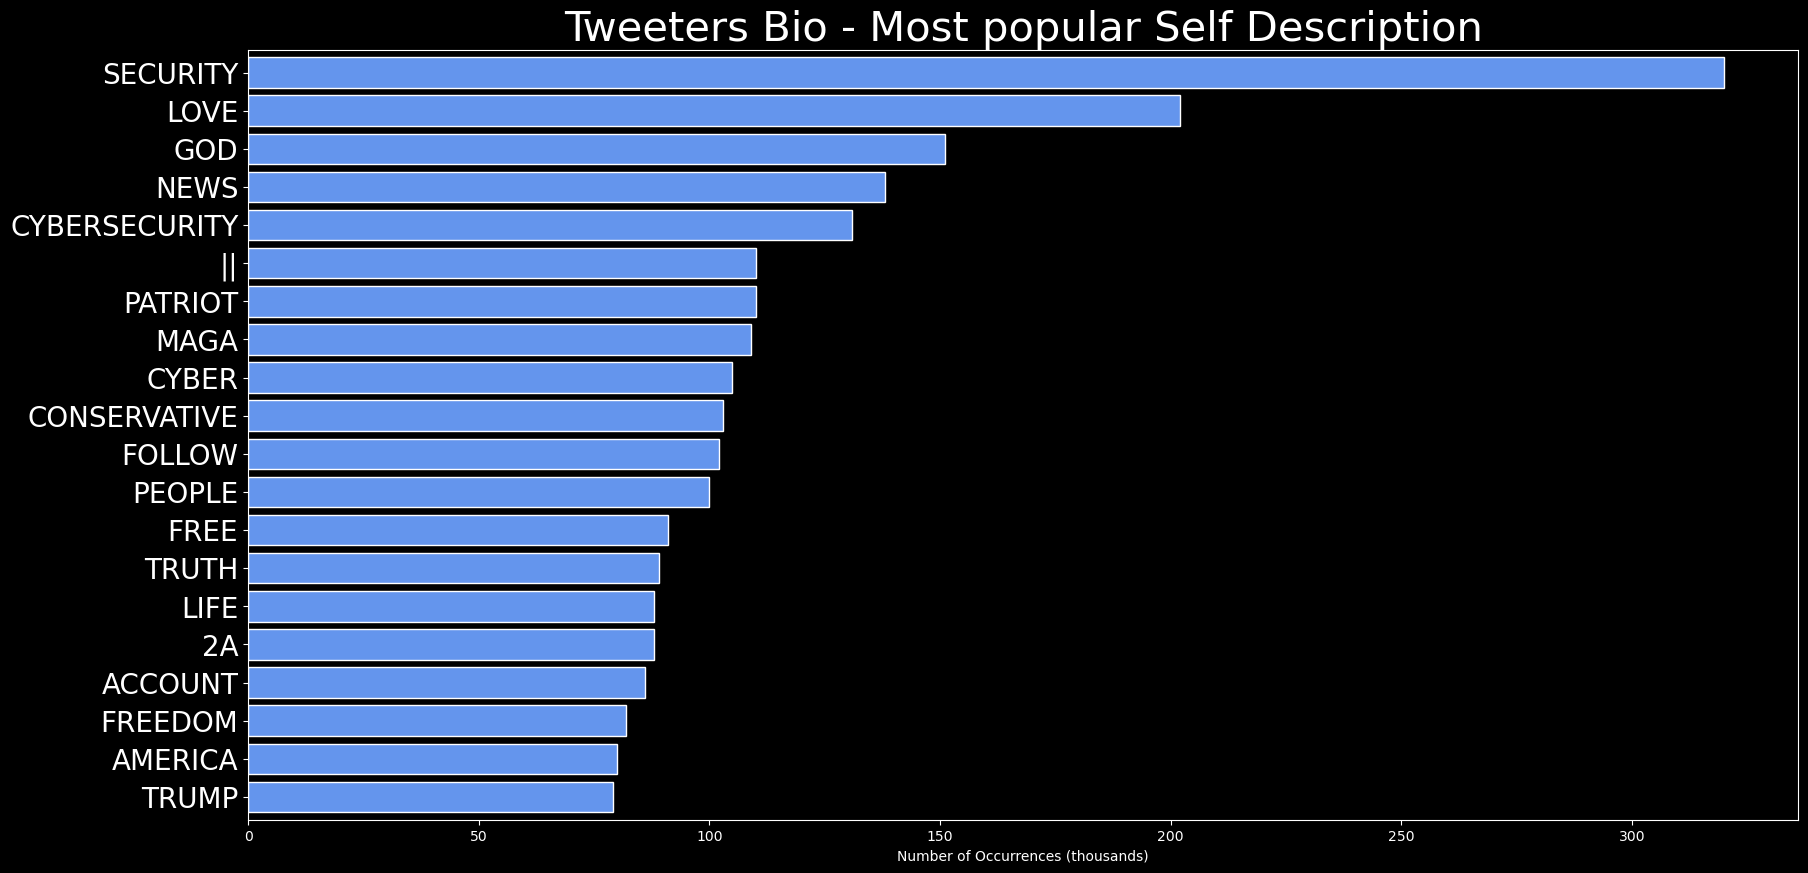 Tweeters Bio - Most popular Self Description
SECURITY
LOVE
GOD
NEWS
CYBERSECURITY
||
PATRIOT
MAGA
CYBER
CONSERVATIVE
FOLLOW
PEOPLE
FREE
TRUTH
LIFE
2A
ACCOUNT
FREEDOM
AMERICA
TRUMP
0 50 100 150 200 250 300
Number of Occurrences (thousands)